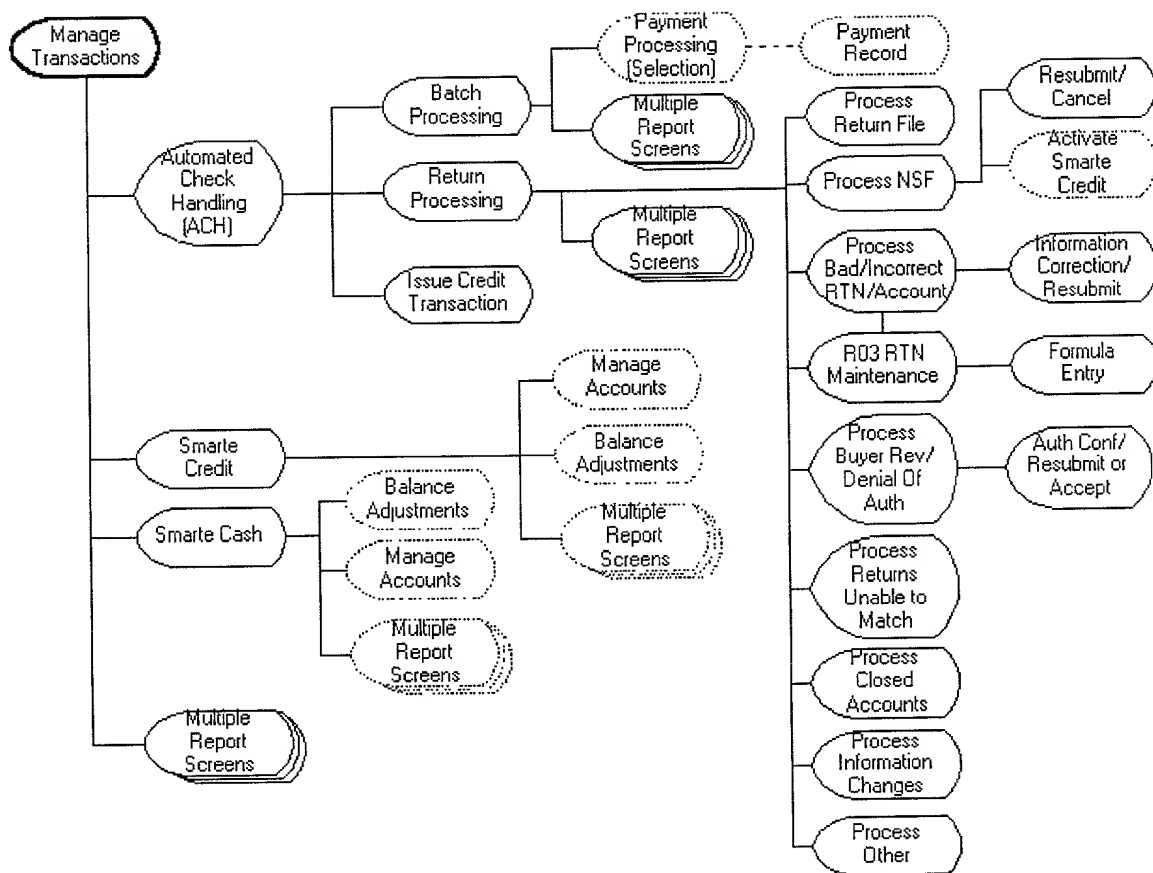 Manage
Transactions
Automated
Check
Handling
(ACH)
Batch
Processing
Payment
Processing
(Selection)
Payment
Record
Multiple
Report
Screens
Return
Processing
Multiple
Report
Screens
Issue Credit
Transaction
Process
Return File
Process NSF
Resubmit/
Cancel
Activate
Smarte
Credit
Process
Bad/Incorrect
RTN/Account
Information
Correction/
Resubmit
R03 RTN
Maintenance
Formula
Entry
Process
Buyer Rev/
Denial Of
Auth
Auth Conf/
Resubmit or
Accept
Process
Returns
Unable to
Match
Process
Closed
Accounts
Process
Information
Changes
Process
Other
Smarte
Credit
Manage
Accounts
Balance
Adjustments
Multiple
Report
Screens
Smarte Cash
Balance
Adjustments
Manage
Accounts
Multiple
Report
Screens
Multiple
Report
Screens